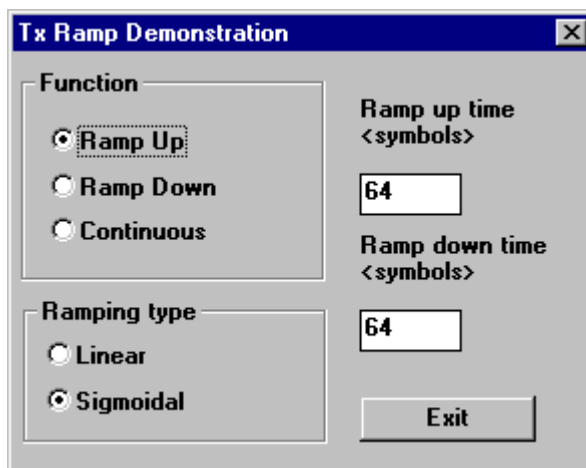 Tx Ramp Demonstration
Function
Ramp Up
Ramp Down
Continuous
Ramping type
Linear
Sigmoidal
Ramp up time
<symbols>
64
Ramp down time
<symbols>
64
Exit